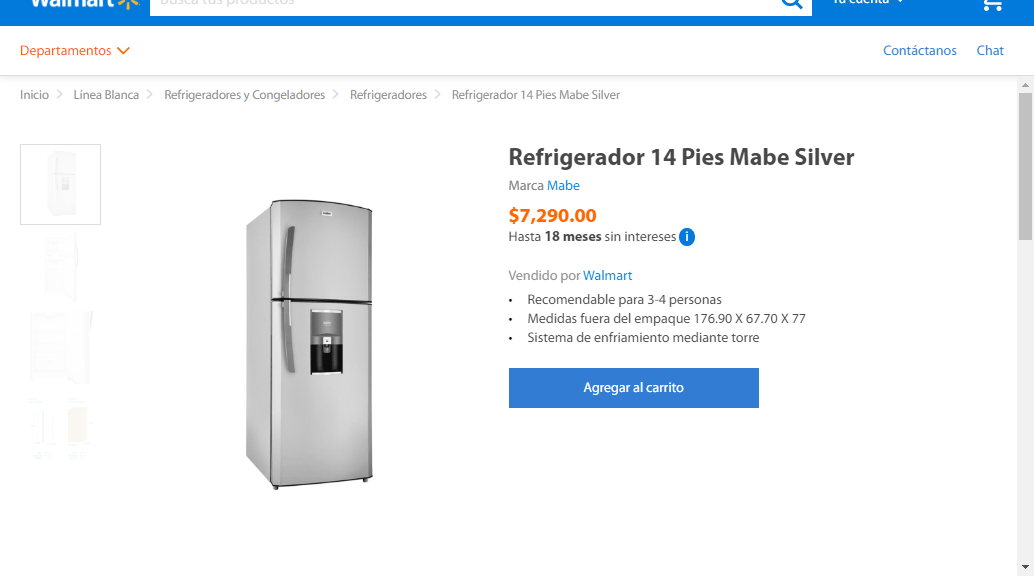 Walmart
Busca tus productos
Tu cuenta
Departamentos
Contáctanos
Chat
Inicio > Línea Blanca > Refrigeradores y Congeladores > Refrigeradores > Refrigerador 14 Pies Mabe Silver
Refrigerador 14 Pies Mabe Silver
Marca Mabe
$7,290.00
Hasta 18 meses sin intereses i
Vendido por Walmart
• Recomendable para 3-4 personas
• Medidas fuera del empaque 176.90 X 67.70 X 77
• Sistema de enfriamiento mediante torre
Agregar al carrito